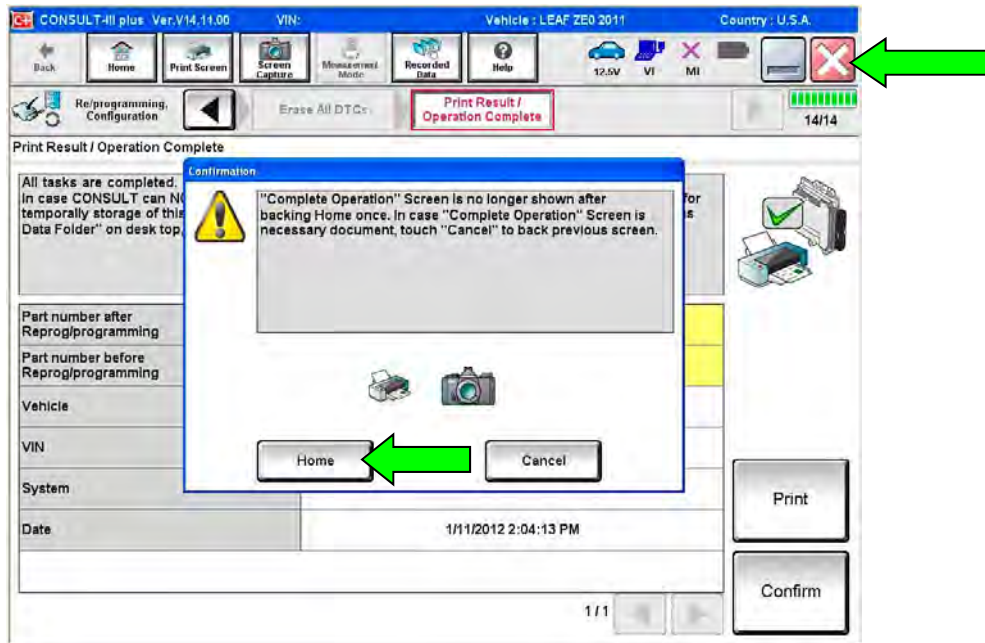 CONSULT-III plus Ver.V14.11.00 VIN: Vehicle : LEAF ZE0 2011 Country : U.S.A.
Back Home Print Screen Screen Capture Measurement Mode Recorded Data Help 12.5V VI MI
Re/programming, Configuration Erase All DTCs Print Result / Operation Complete 14/14
Print Result / Operation Complete
All tasks are completed.
In case CONSULT can N for
temporally storage of this s
Data Folder" on desk top,
Confirmation
"Complete Operation" Screen is no longer shown after
backing Home once. In case "Complete Operation" Screen is
necessary document, touch "Cancel" to back previous screen.
Part number after
Reprog/programming
Part number before
Reprog/programming
Vehicle
VIN
System
Date 1/11/2012 2:04:13 PM
Home Cancel
Print
Confirm
1/1